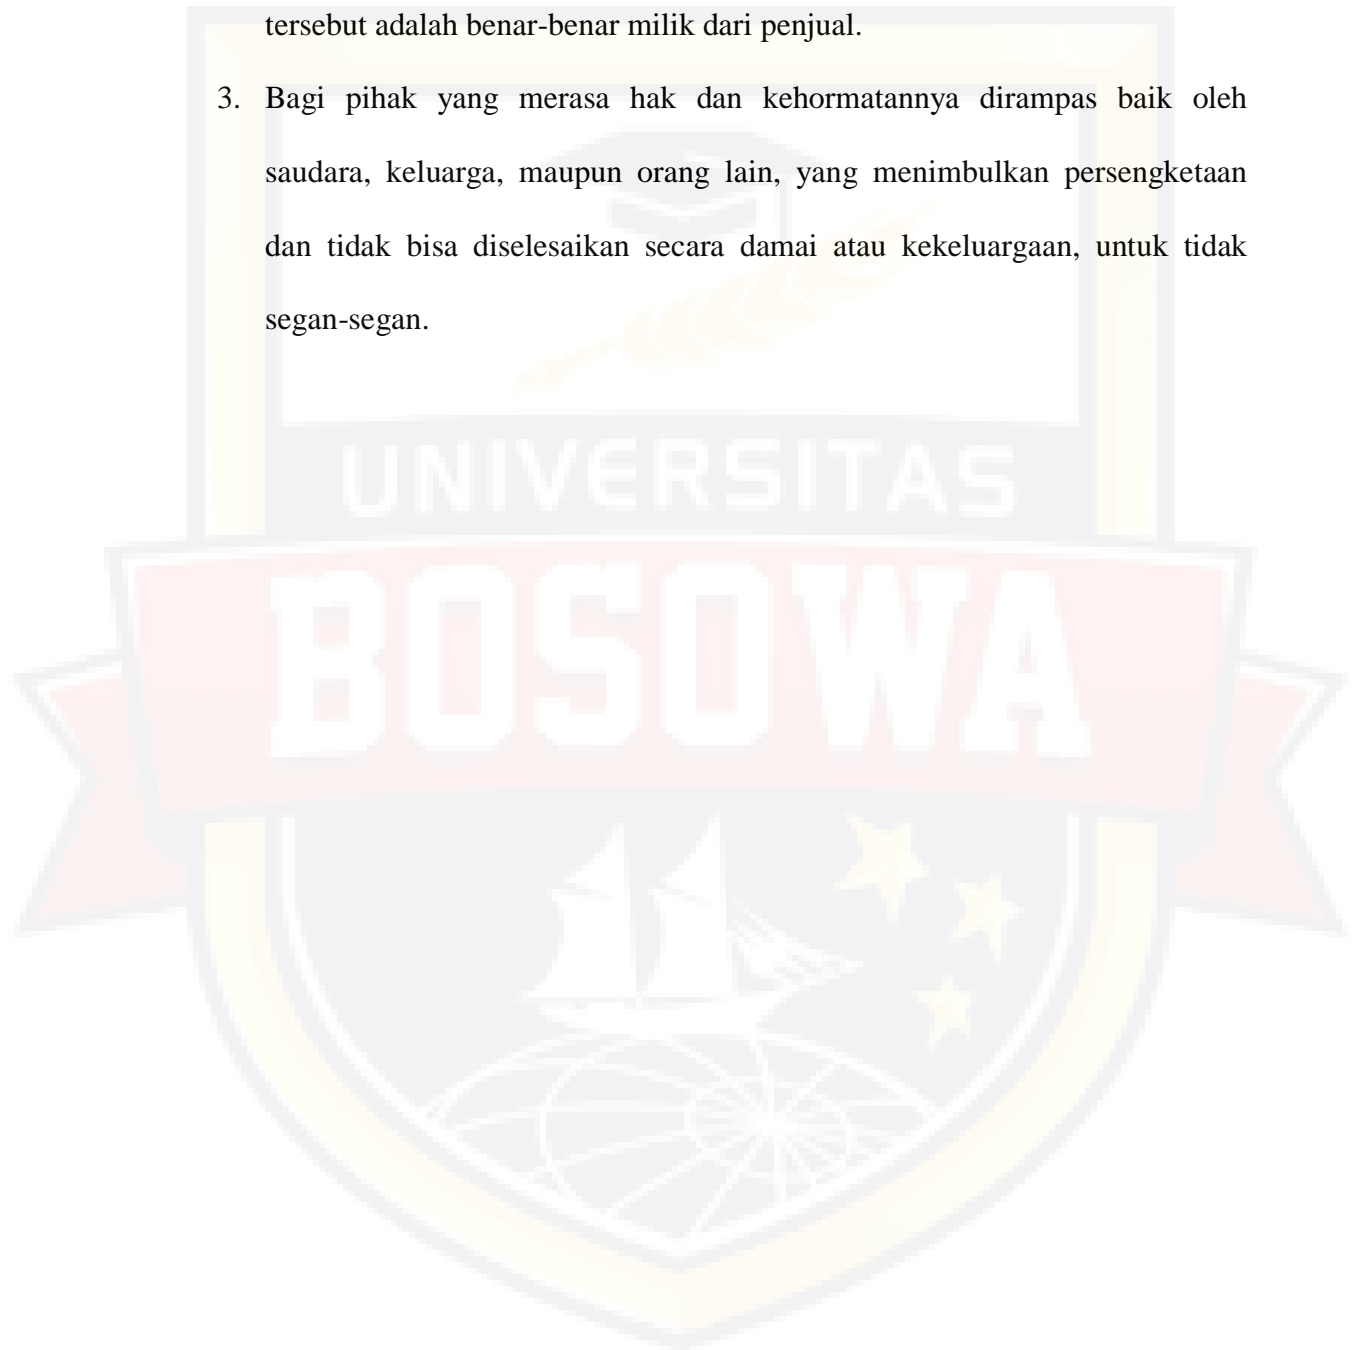 tersebut adalah benar-benar milik dari penjual.
3. Bagi pihak yang merasa hak dan kehormatannya dirampas baik oleh
saudara, keluarga, maupun orang lain, yang menimbulkan persengketaan
dan tidak bisa diselesaikan secara damai atau kekeluargaan, untuk tidak
segan-segan.
UNIVERSITAS
BOSOWA